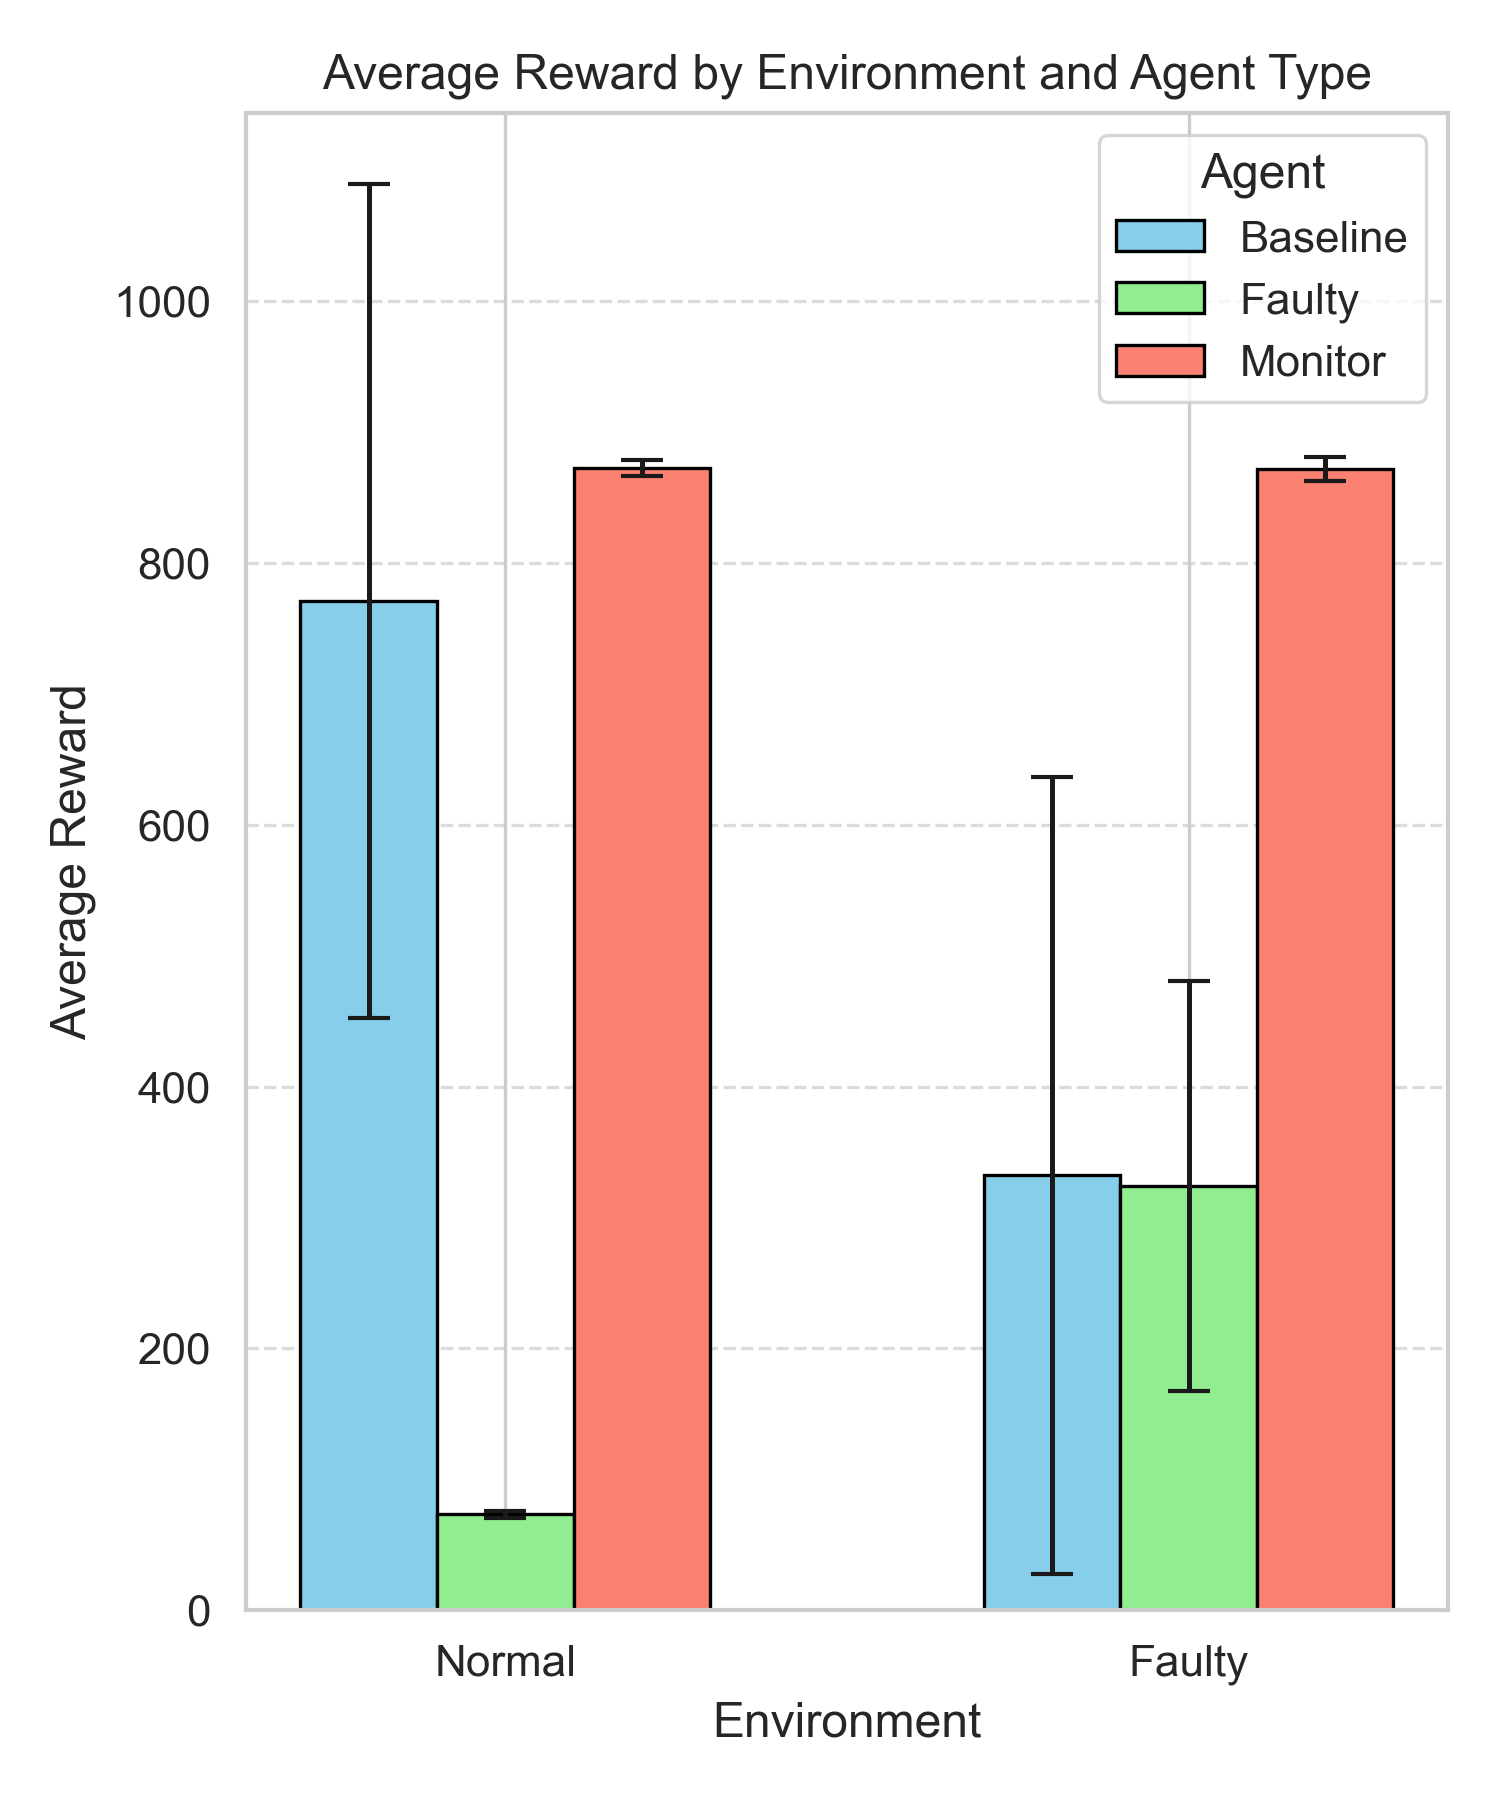 Average Reward by Environment and Agent Type
Agent
Baseline
Faulty
Monitor
Average Reward
1000
800
600
400
200
0
Normal
Faulty
Environment